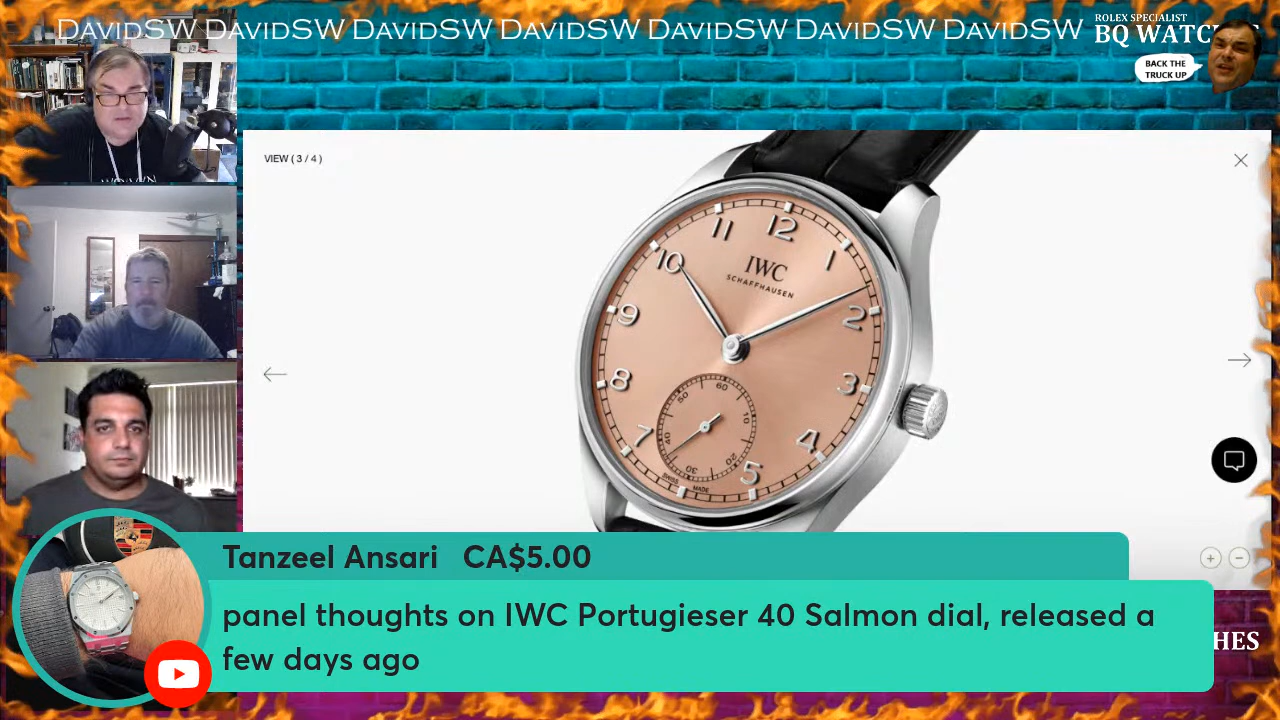 DAVIDSW DAVIDSW DAVIDSW DAVIDSW DAVIDSW DAVIDSW DAVIDSW
ROLEX SPECIALIST
BQ WATC
BACK THE
TRUCK UP
VIEW ( 3 / 4 )
11 12 1
10 2
9 3
8 4
7 5
IWC
SCHAFFHAUSEN
60
50 10
40 20
30
SWISS MADE
Tanzeel Ansari CA$5.00
panel thoughts on IWC Portugieser 40 Salmon dial, released a
few days ago
HES